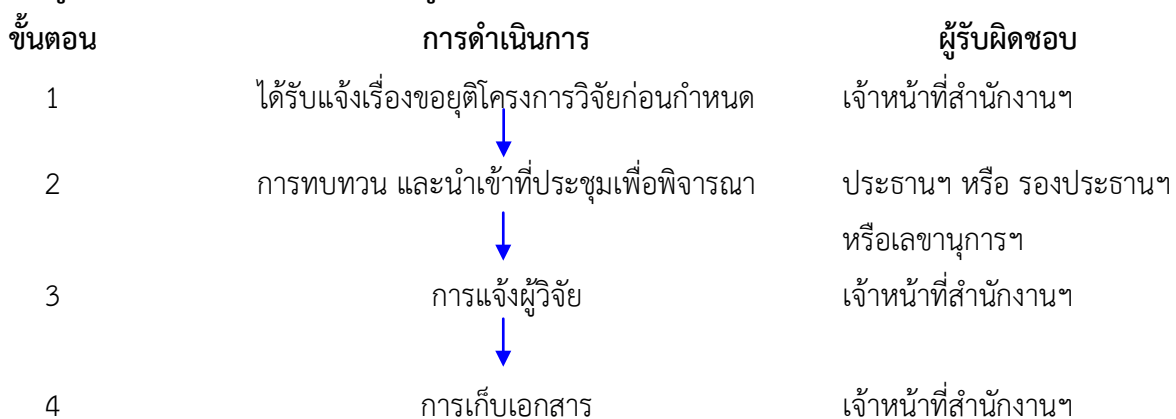 ขั้นตอน การดำเนินการ ผู้รับผิดชอบ
1 ได้รับแจ้งเรื่องขอยุติโครงการวิจัยก่อนกำหนด เจ้าหน้าที่สำนักงานฯ
2 การทบทวน และนำเข้าที่ประชุมเพื่อพิจารณา ประธานฯ หรือ รองประธานฯ
หรือเลขานุการฯ
3 การแจ้งผู้วิจัย เจ้าหน้าที่สำนักงานฯ
4 การเก็บเอกสาร เจ้าหน้าที่สำนักงานฯ